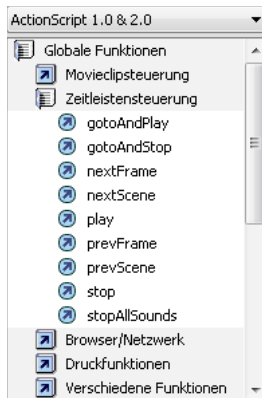 ActionScript 1.0 & 2.0
Globale Funktionen
Movieclipsteuerung
Zeitleistensteuerung
gotoAndPlay
gotoAndStop
nextFrame
nextScene
play
prevFrame
prevScene
stop
stopAllSounds
Browser/Netzwerk
Druckfunktionen
Verschiedene Funktionen